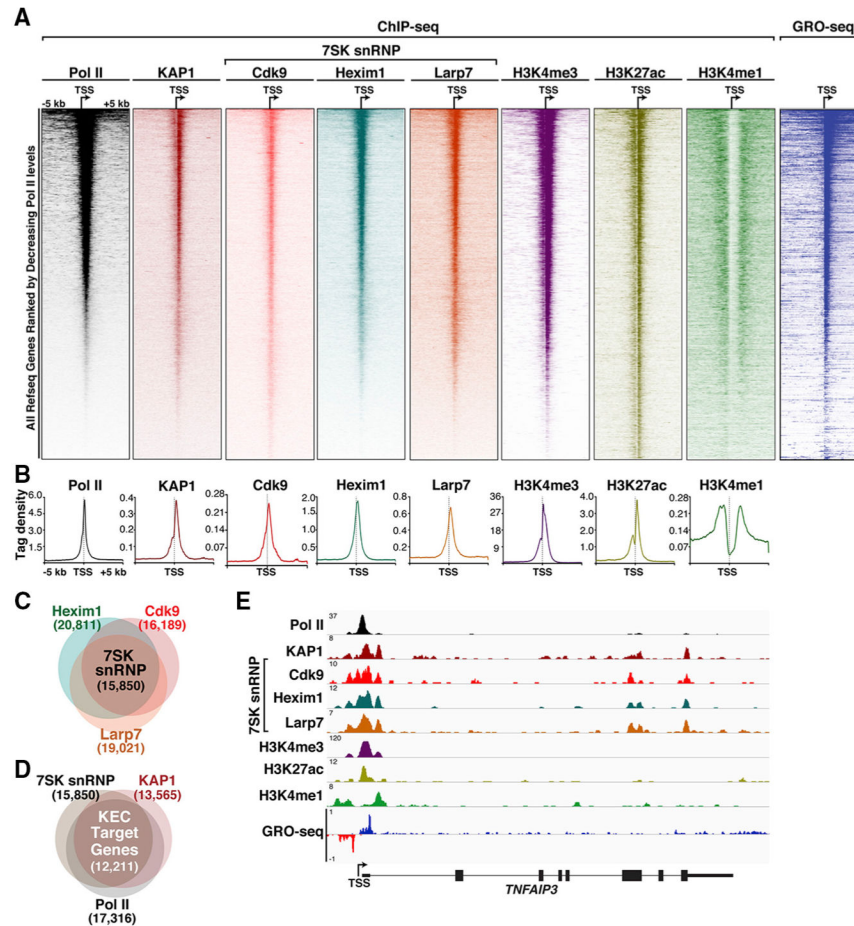 A
ChIP-seq
GRO-seq
7SK snRNP
Pol II
KAP1
Cdk9
Hexim1
Larp7
H3K4me3
H3K27ac
H3K4me1
TSS
TSS
TSS
TSS
TSS
TSS
TSS
TSS
TSS
-5 kb
+5 kb
All Refseq Genes Ranked by Decreasing Pol II levels
B
Pol II
KAP1
Cdk9
Hexim1
Larp7
H3K4me3
H3K27ac
H3K4me1
Tag density
6.0
4.5
3.0
1.5
0.4
0.3
0.2
0.1
0.28
0.21
0.14
0.07
2.0
1.5
1.0
0.5
0.8
0.6
0.4
0.2
36
27
18
9
4.0
3.0
2.0
1.0
0.28
0.21
0.14
0.07
-5 kb TSS +5 kb
TSS
TSS
TSS
TSS
TSS
TSS
TSS
C
Hexim1
(20,811)
Cdk9
(16,189)
7SK
snRNP
(15,850)
Larp7
(19,021)
D
7SK snRNP
(15,850)
KAP1
(13,565)
KEC
Target
Genes
(12,211)
Pol II
(17,316)
E
Pol II
37
KAP1
8
7SK snRNP
Cdk9
10
Hexim1
12
Larp7
7
H3K4me3
120
H3K27ac
12
H3K4me1
8
GRO-seq
1
-1
TSS
TNFAIP3